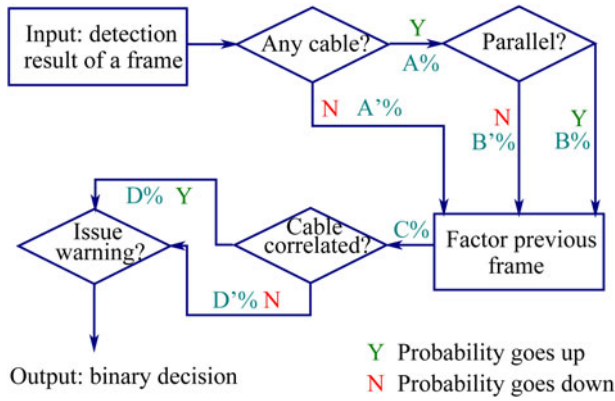 Input: detection
result of a frame
Any cable?
Y
A%
Parallel?
N A'%
N
B'%
Y
B%
Factor previous
frame
C%
Cable
correlated?
D% Y
D'% N
Issue
warning?
Output: binary decision
Y Probability goes up
N Probability goes down